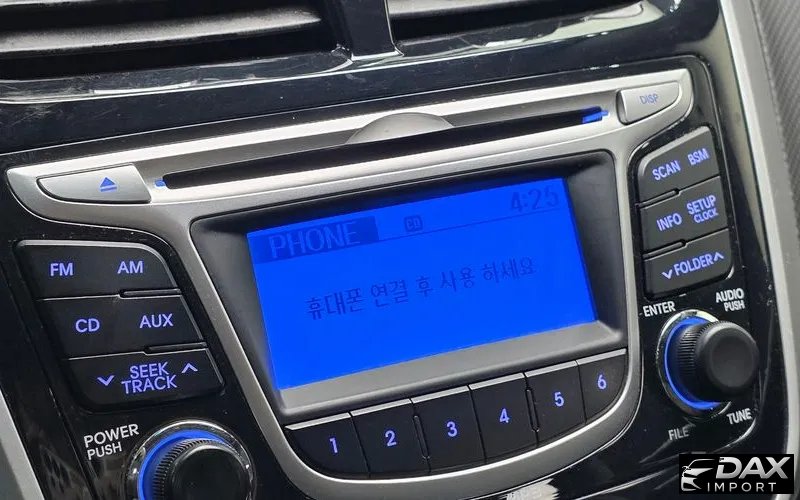 DISP
SCAN BSM
PHONE CD 4:25
INFO SETUP
CLOCK
FM AM
휴대폰 연결 후 사용 하세요
FOLDER
CD AUX
ENTER
AUDIO
PUSH
SEEK
TRACK
1 2 3 4 5 6
POWER
PUSH
FILE
TUNE
DAX
IMPORT